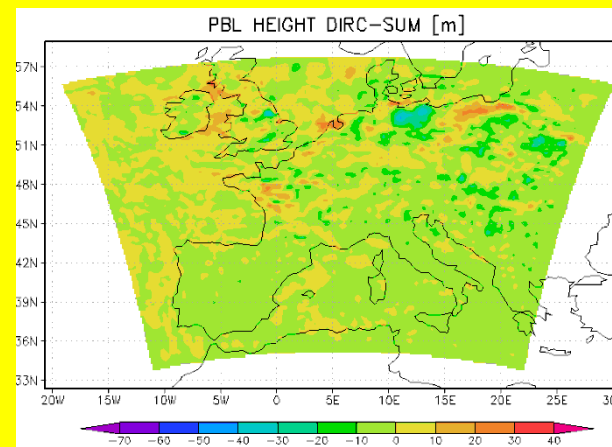 PBL HEIGHT DIRC-SUM [m]
57N
54N
51N
48N
45N
42N
39N
36N
33N
20W 15W 10W 5W 0 5E 10E 15E 20E 25E 30
-70 -60 -50 -40 -30 -20 -10 0 10 20 30 40